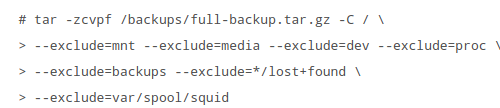 # tar -zcvpf /backups/full-backup.tar.gz -C / \
> --exclude=mnt --exclude=media --exclude=dev --exclude=proc \
> --exclude=backups --exclude=*/lost+found \
> --exclude=var/spool/squid